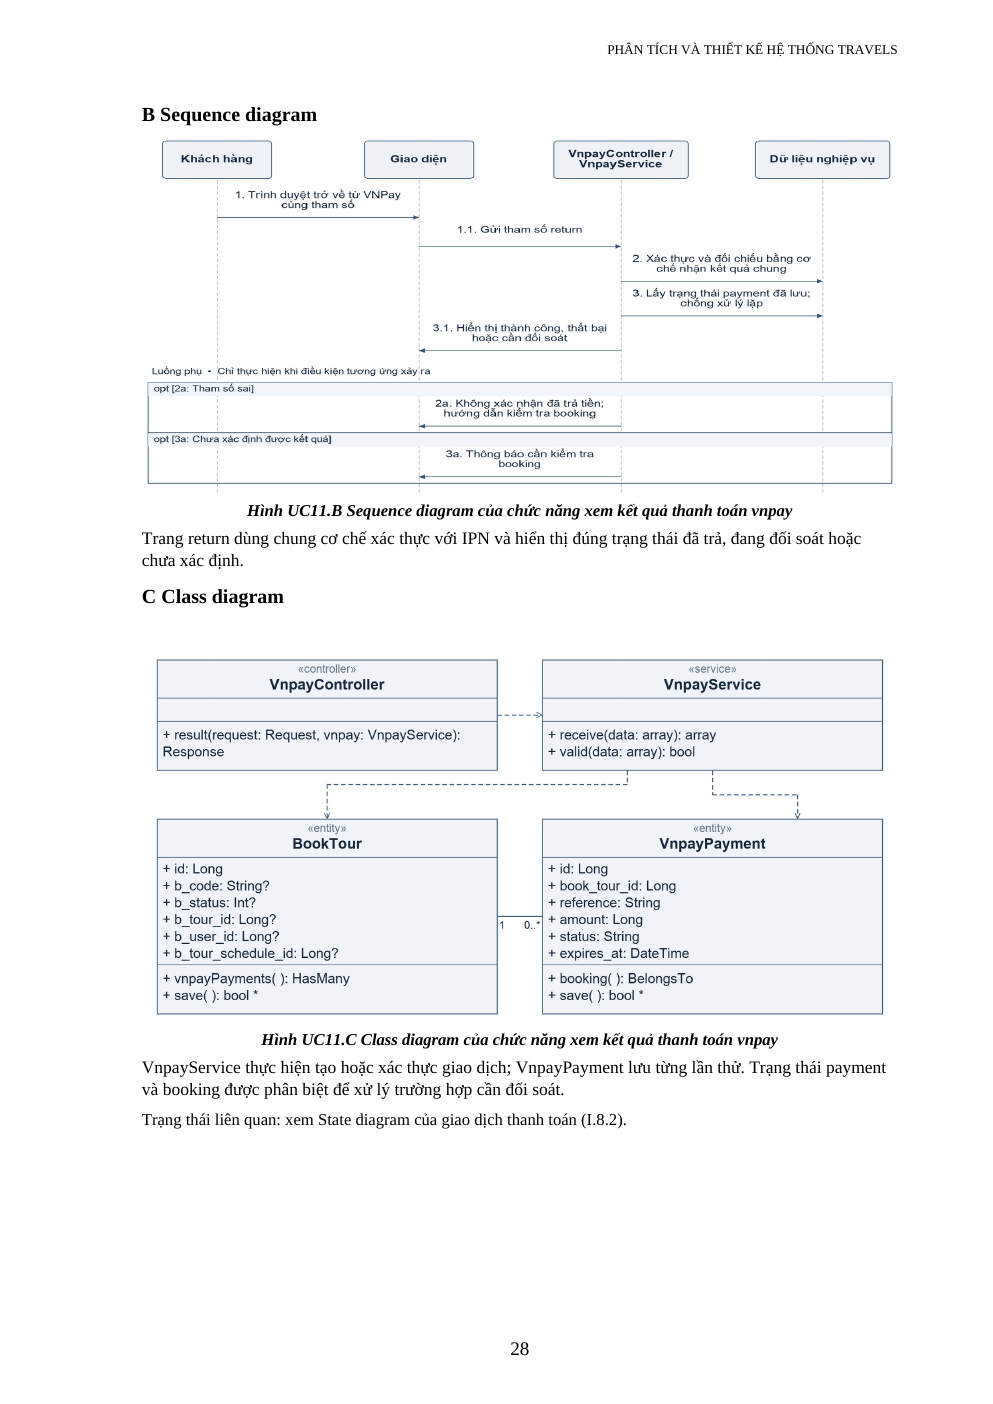 PHÂN TÍCH VÀ THIẾT KẾ HỆ THỐNG TRAVELS
B Sequence diagram
Khách hàng
Giao diện
VnpayController /
VnpayService
Dữ liệu nghiệp vụ
1. Trình duyệt trở về từ VNPay
cùng tham số
1.1. Gửi tham số return
2. Xác thực và đối chiếu bằng cơ
chế nhận kết quả chung
3. Lấy trạng thái payment đã lưu;
chống xử lý lặp
3.1. Hiển thị thành công, thất bại
hoặc cần đối soát
Luồng phụ • Chỉ thực hiện khi điều kiện tương ứng xảy ra
opt [2a: Tham số sai]
2a. Không xác nhận đã trả tiền;
hướng dẫn kiểm tra booking
opt [3a: Chưa xác định được kết quả]
3a. Thông báo cần kiểm tra
booking
Hình UC11.B Sequence diagram của chức năng xem kết quả thanh toán vnpay
Trang return dùng chung cơ chế xác thực với IPN và hiển thị đúng trạng thái đã trả, đang đối soát hoặc
chưa xác định.
C Class diagram
«controller»
VnpayController
+ result(request: Request, vnpay: VnpayService):
Response
«service»
VnpayService
+ receive(data: array): array
+ valid(data: array): bool
«entity»
BookTour
+ id: Long
+ b_code: String?
+ b_status: Int?
+ b_tour_id: Long?
+ b_user_id: Long?
+ b_tour_schedule_id: Long?
+ vnpayPayments( ): HasMany
+ save( ): bool *
1 0..*
«entity»
VnpayPayment
+ id: Long
+ book_tour_id: Long
+ reference: String
+ amount: Long
+ status: String
+ expires_at: DateTime
+ booking( ): BelongsTo
+ save( ): bool *
Hình UC11.C Class diagram của chức năng xem kết quả thanh toán vnpay
VnpayService thực hiện tạo hoặc xác thực giao dịch; VnpayPayment lưu từng lần thử. Trạng thái payment
và booking được phân biệt để xử lý trường hợp cần đối soát.
Trạng thái liên quan: xem State diagram của giao dịch thanh toán (I.8.2).
28